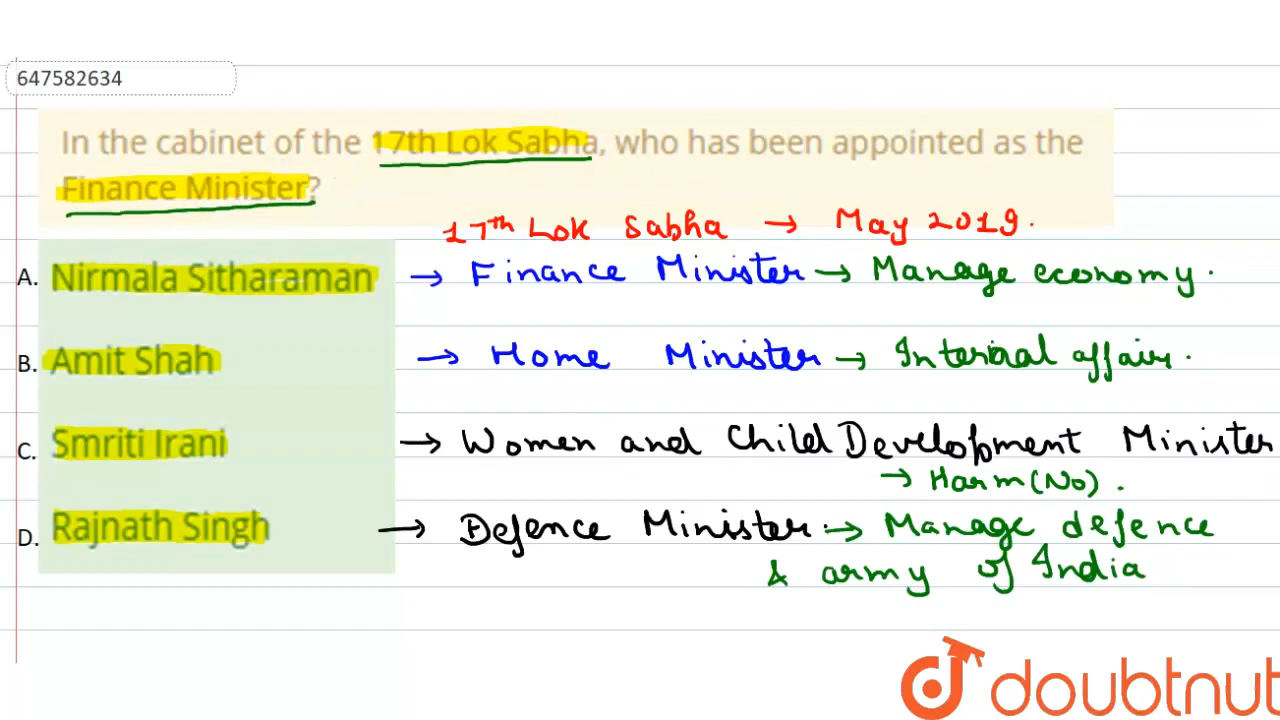 647582634
In the cabinet of the 17th Lok Sabha, who has been appointed as the
Finance Minister?
17th Lok Sabha → May 2019.
A. Nirmala Sitharaman → Finance Minister → Manage economy.
B. Amit Shah → Home Minister → Internal affair.
C. Smriti Irani → Women and Child Development Minister
→ Harm (No).
D. Rajnath Singh → Defence Minister. → Manage defence
& army of India
doubtnut